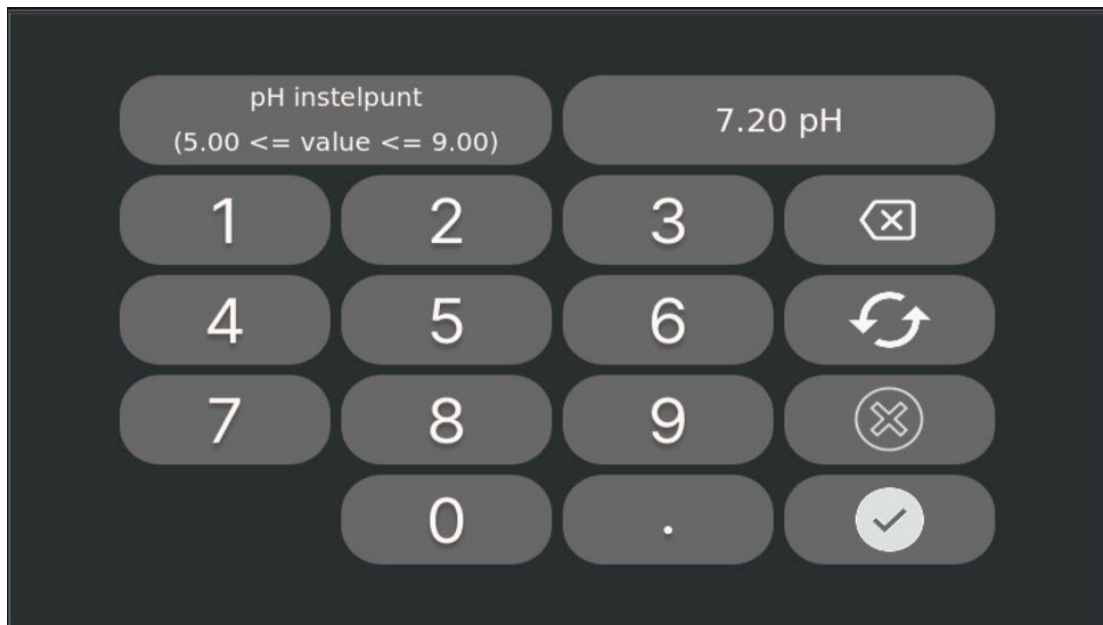 pH instelpunt
(5.00 <= value <= 9.00)
7.20 pH
1 2 3
4 5 6
7 8 9
0 .